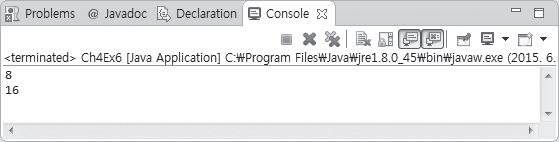 Problems @ Javadoc Declaration Console
<terminated> Ch4Ex6 [Java Application] C:₩Program Files₩Java₩jre1.8.0_45₩bin₩javaw.exe (2015. 6.
8
16